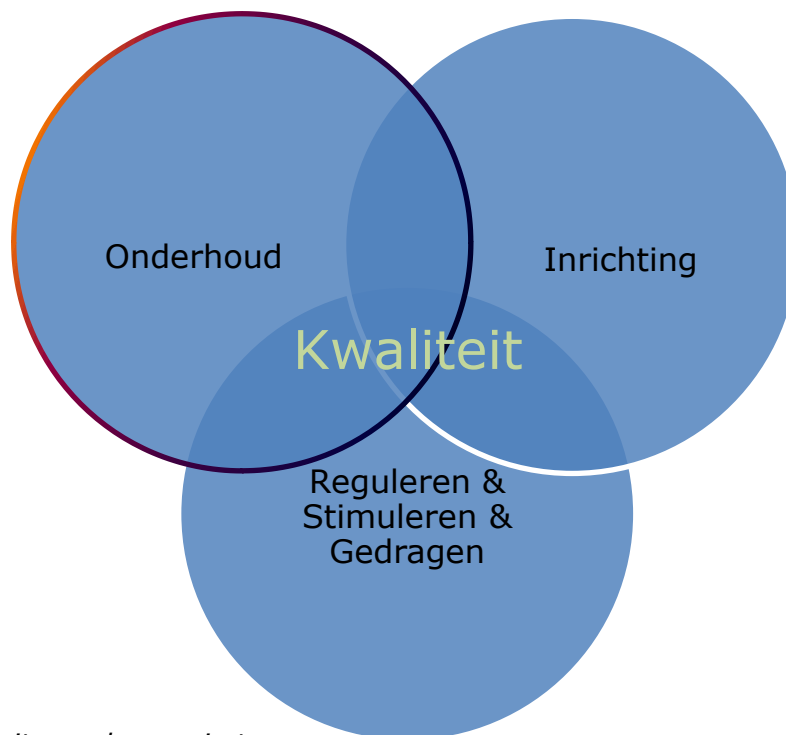 Onderhoud
Inrichting
Kwaliteit
Reguleren &
Stimuleren &
Gedragen